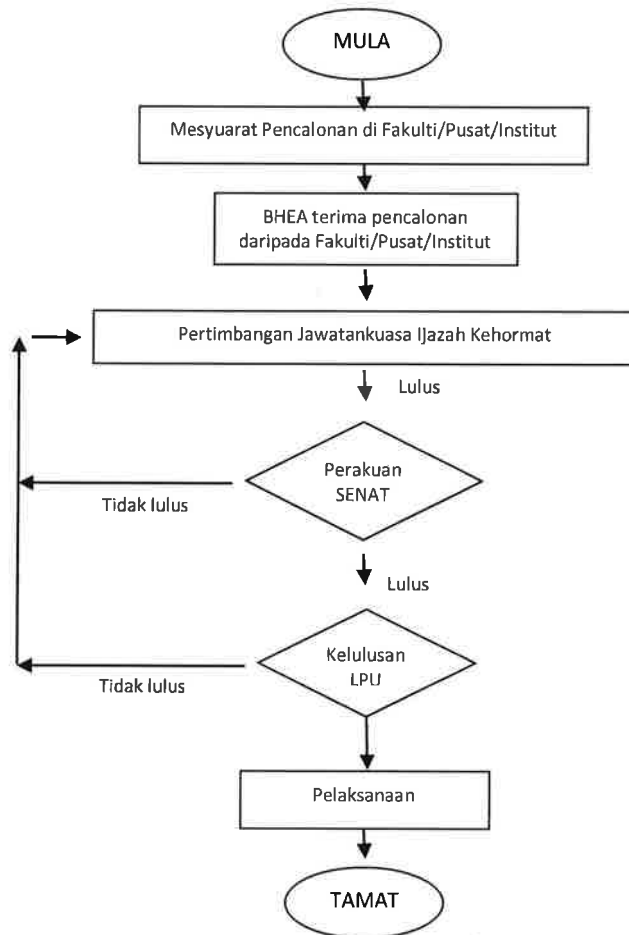 MULA
Mesyuarat Pencalonan di Fakulti/Pusat/Institut
BHEA terima pencalonan
daripada Fakulti/Pusat/Institut
Pertimbangan Jawatankuasa Ijazah Kehormat
Lulus
Perakuan
SENAT
Tidak lulus
Lulus
Kelulusan
LPU
Tidak lulus
Pelaksanaan
TAMAT